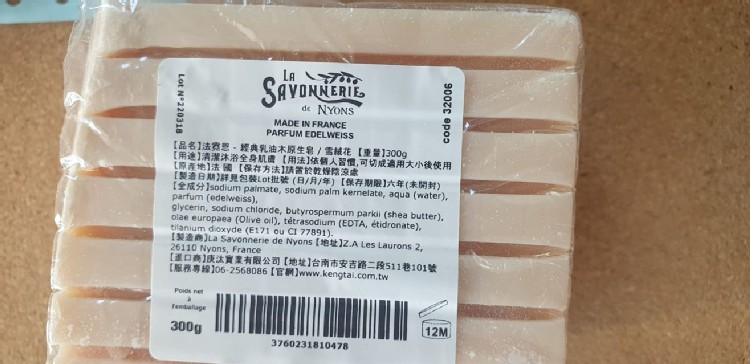 LA
SAVONNERIE
de NYONS
MADE IN FRANCE
PARFUM EDELWEISS
Lot N°220318
code 32006
【品名】法霧恩 - 經典乳油木原生皂 / 雪絨花 【重量】300g
【用途】清潔沐浴全身肌膚 【用法】依個人習慣,可切成適用大小後使用
【原產地】法 國 【保存方法】請置於乾燥陰涼處
【製造日期】詳見包裝Lot批號 (日/月/年) 【保存期限】六年(未開封)
【全成分】sodium palmate, sodium palm kernelate, aqua (water),
parfum (edelweiss),
glycerin, sodium chloride, butyrospermum parkii (shea butter),
olae europaea (Olive oil), tétrasodium (EDTA, étidronate),
titanium dioxyde (E171 ou CI 77891).
【製造商】La Savonnerie de Nyons 【地址】Z.A Les Laurons 2,
26110 Nyons, France
【進口商】庚汰實業有限公司 【地址】台南市安吉路二段511巷101號
【服務專線】06-2568086 【官網】www.kengtai.com.tw
Poids net
à
l'emballage
300g
3760231810478
12M